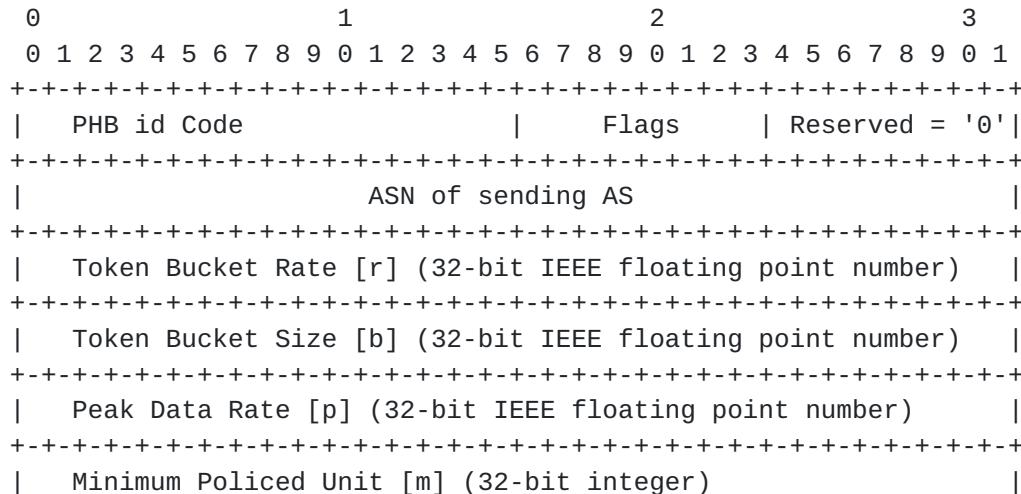 0                   1                   2                   3
 0 1 2 3 4 5 6 7 8 9 0 1 2 3 4 5 6 7 8 9 0 1 2 3 4 5 6 7 8 9 0 1
+-+-+-+-+-+-+-+-+-+-+-+-+-+-+-+-+-+-+-+-+-+-+-+-+-+-+-+-+-+-+-+-+
|   PHB id Code                 |     Flags     | Reserved = '0'|
+-+-+-+-+-+-+-+-+-+-+-+-+-+-+-+-+-+-+-+-+-+-+-+-+-+-+-+-+-+-+-+-+
|                      ASN of sending AS                        |
+-+-+-+-+-+-+-+-+-+-+-+-+-+-+-+-+-+-+-+-+-+-+-+-+-+-+-+-+-+-+-+-+
|   Token Bucket Rate [r] (32-bit IEEE floating point number)   |
+-+-+-+-+-+-+-+-+-+-+-+-+-+-+-+-+-+-+-+-+-+-+-+-+-+-+-+-+-+-+-+-+
|   Token Bucket Size [b] (32-bit IEEE floating point number)   |
+-+-+-+-+-+-+-+-+-+-+-+-+-+-+-+-+-+-+-+-+-+-+-+-+-+-+-+-+-+-+-+-+
|   Peak Data Rate [p] (32-bit IEEE floating point number)      |
+-+-+-+-+-+-+-+-+-+-+-+-+-+-+-+-+-+-+-+-+-+-+-+-+-+-+-+-+-+-+-+-+
|   Minimum Policed Unit [m] (32-bit integer)                   |